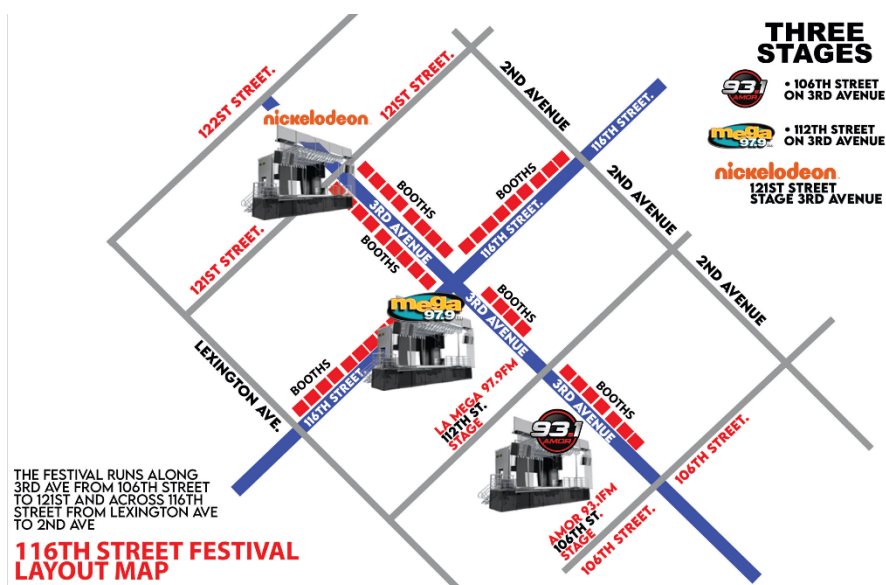 THREE
STAGES
93.1
AMOR
• 106TH STREET
ON 3RD AVENUE
mega
97.9
• 112TH STREET
ON 3RD AVENUE
nickelodeon
121ST STREET
STAGE 3RD AVENUE
122ST STREET.
121ST STREET.
2ND AVENUE
116TH STREET.
nickelodeon
BOOTHS
BOOTHS
2ND AVENUE
3RD AVENUE
116TH STREET.
BOOTHS
121ST STREET.
2ND AVENUE
mega
97.9
3RD AVENUE
BOOTHS
LEXINGTON AVE.
BOOTHS
116TH STREET.
LA MEGA 97.9FM
112TH ST.
STAGE
3RD AVENUE
BOOTHS
93.1
AMOR
106TH STREET.
AMOR 93.1FM
106TH ST.
STAGE
106TH STREET.
THE FESTIVAL RUNS ALONG
3RD AVE FROM 106TH STREET
TO 121ST AND ACROSS 116TH
STREET FROM LEXINGTON AVE
TO 2ND AVE
116TH STREET FESTIVAL
LAYOUT MAP